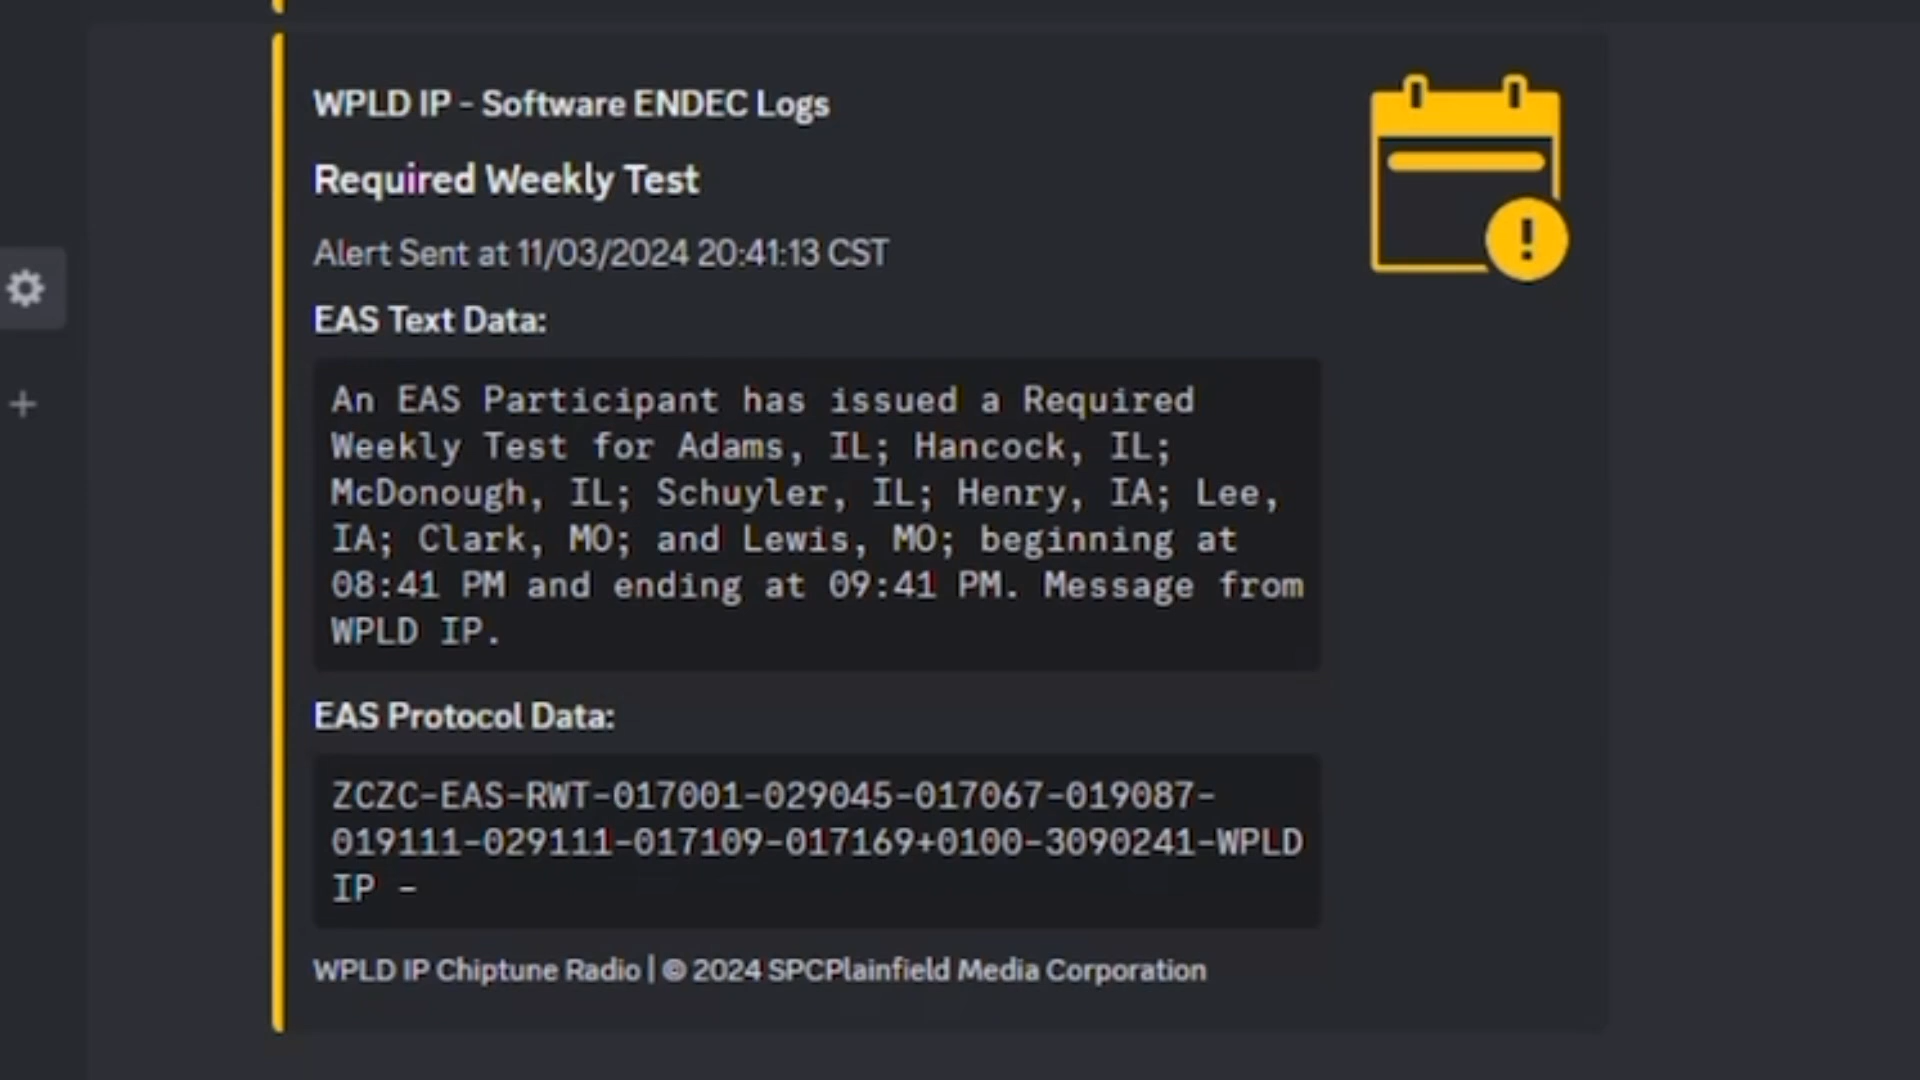 WPLD IP - Software ENDEC Logs
Required Weekly Test
Alert Sent at 11/03/2024 20:41:13 CST
EAS Text Data:
An EAS Participant has issued a Required
Weekly Test for Adams, IL; Hancock, IL;
McDonough, IL; Schuyler, IL; Henry, IA; Lee,
IA; Clark, MO; and Lewis, MO; beginning at
08:41 PM and ending at 09:41 PM. Message from
WPLD IP.
EAS Protocol Data:
ZCZC-EAS-RWT-017001-029045-017067-019087-
019111-029111-017109-017169+0100-3090241-WPLD
IP -
WPLD IP Chiptune Radio | © 2024 SPCPlainfield Media Corporation